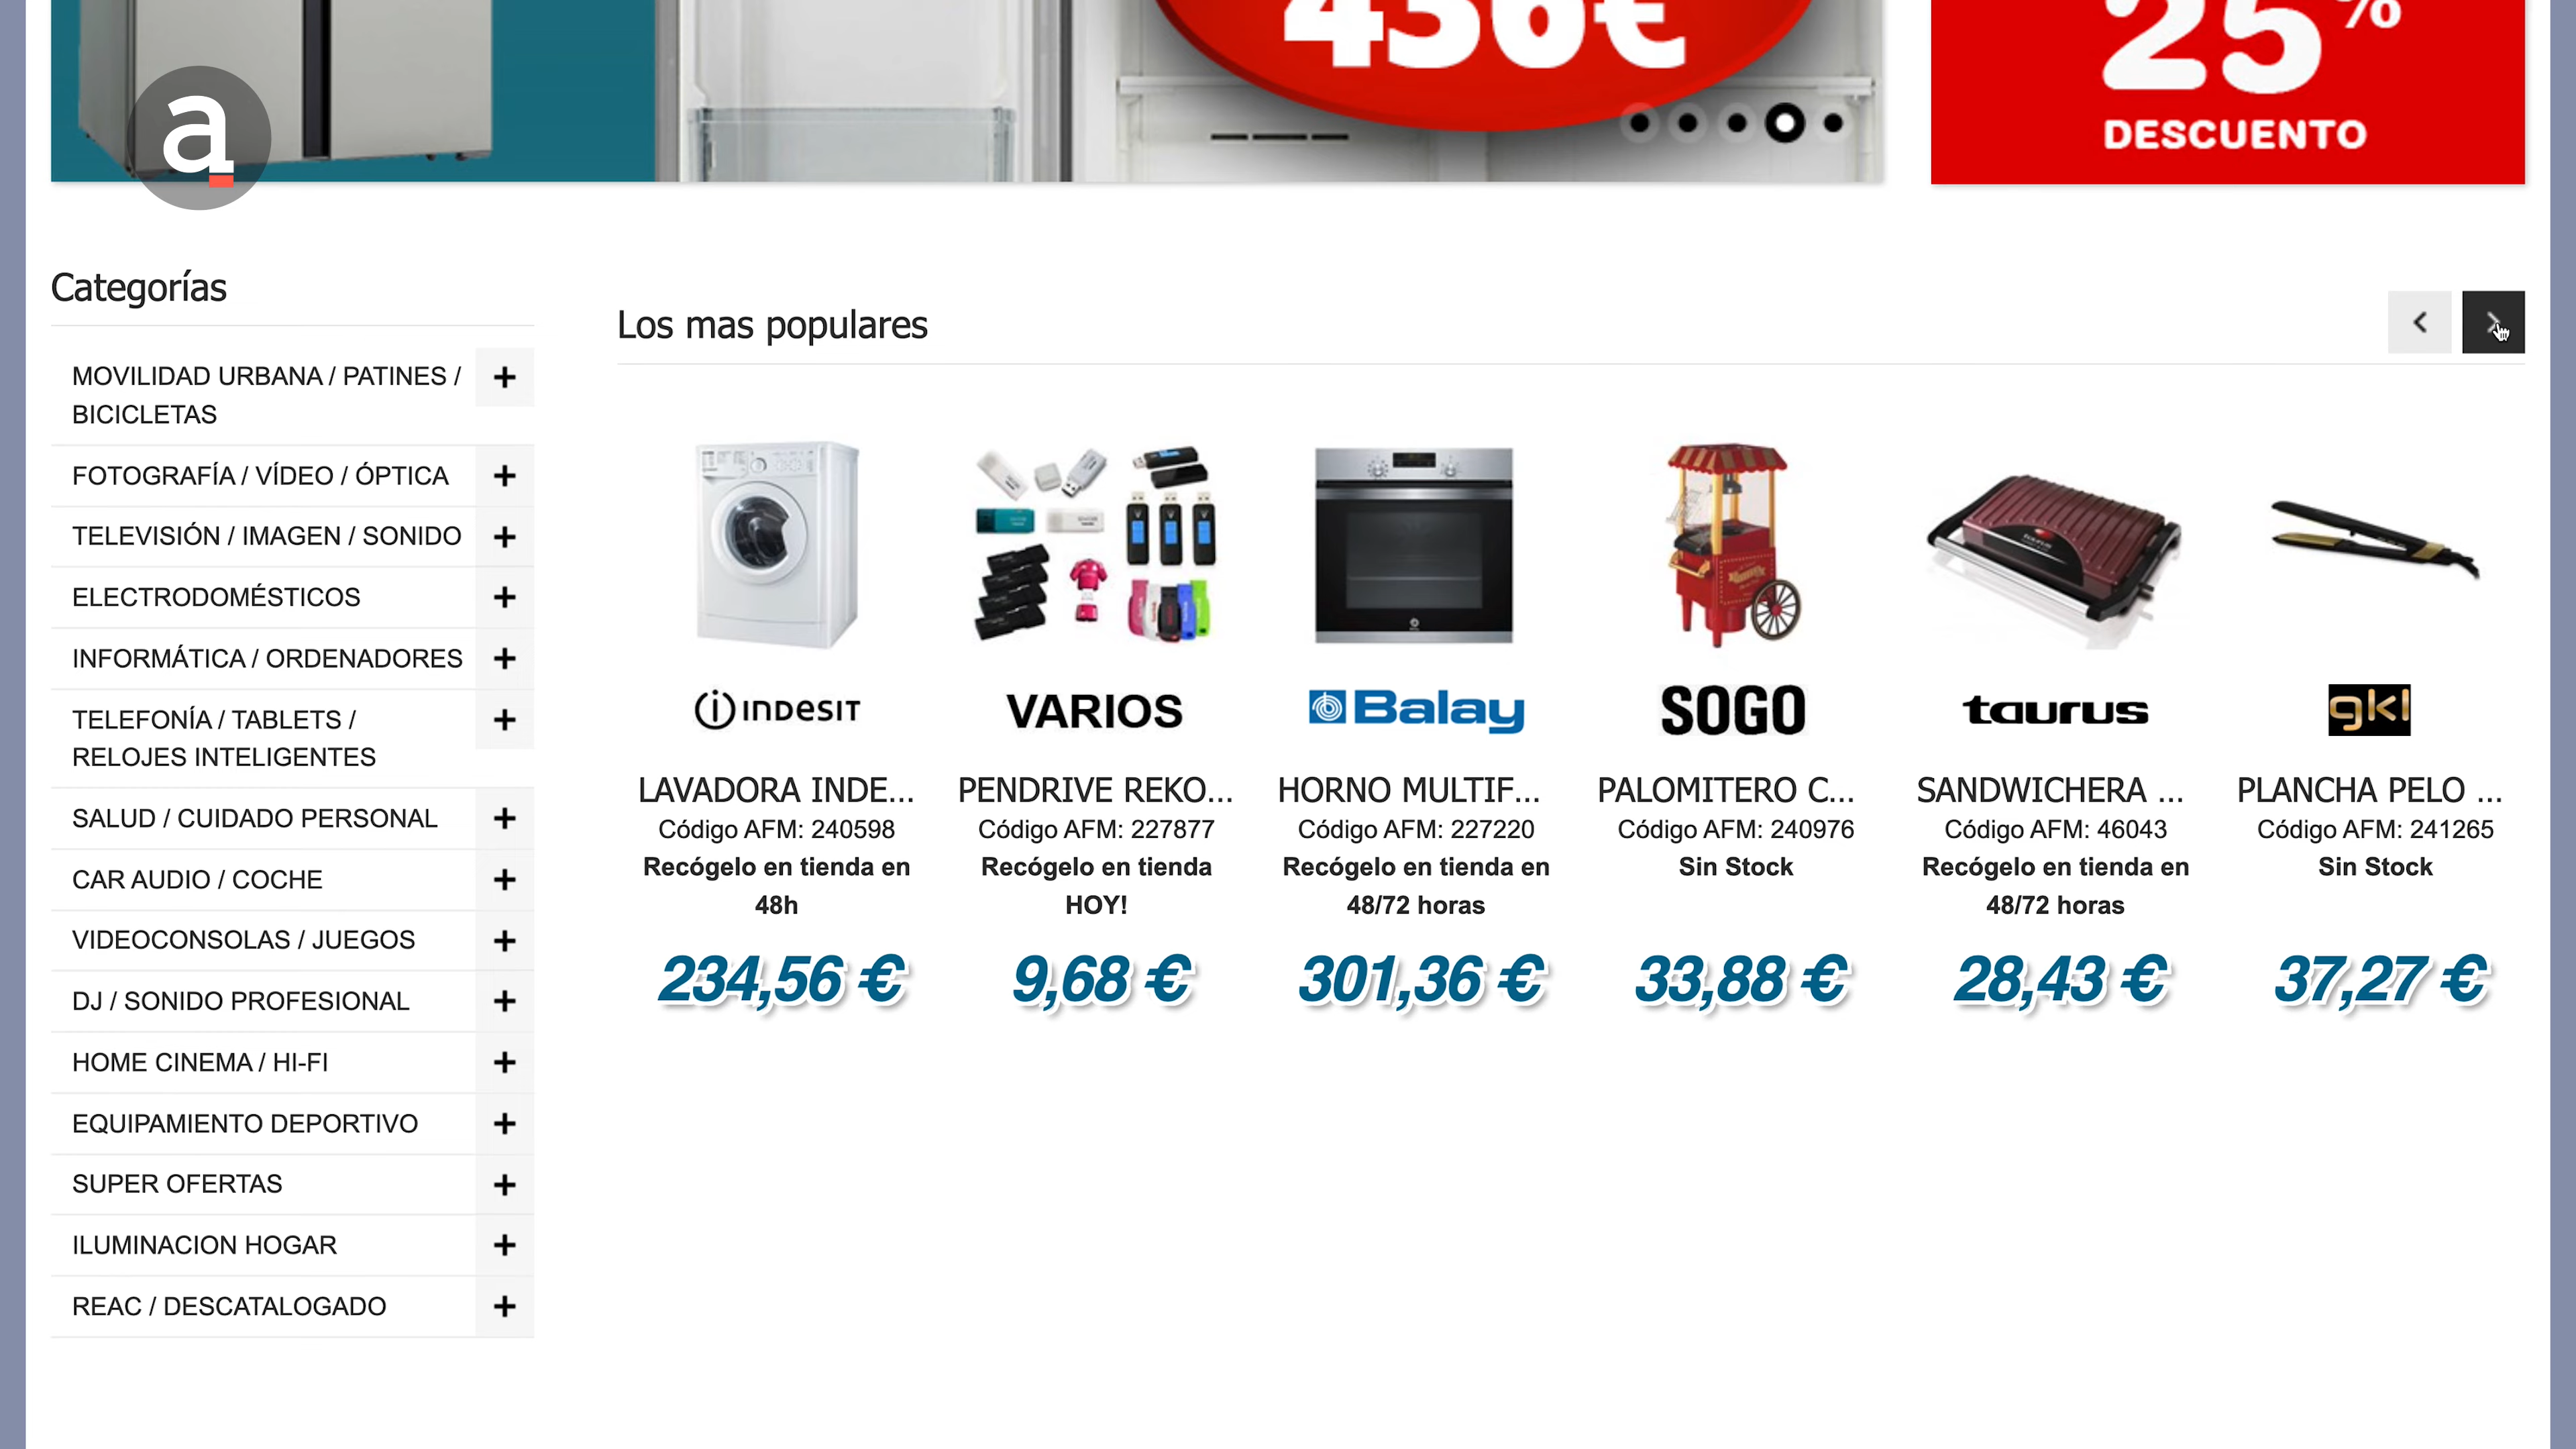 25%
DESCUENTO
a
Categorías
MOVILIDAD URBANA / PATINES /
BICICLETAS
FOTOGRAFÍA / VÍDEO / ÓPTICA
TELEVISIÓN / IMAGEN / SONIDO
ELECTRODOMÉSTICOS
INFORMÁTICA / ORDENADORES
TELEFONÍA / TABLETS /
RELOJES INTELIGENTES
SALUD / CUIDADO PERSONAL
CAR AUDIO / COCHE
VIDEOCONSOLAS / JUEGOS
DJ / SONIDO PROFESIONAL
HOME CINEMA / HI-FI
EQUIPAMIENTO DEPORTIVO
SUPER OFERTAS
ILUMINACION HOGAR
REAC / DESCATALOGADO
Los mas populares
INDESIT
LAVADORA INDE...
Código AFM: 240598
Recógelo en tienda en
48h
234,56 €
VARIOS
PENDRIVE REKO...
Código AFM: 227877
Recógelo en tienda
HOY!
9,68 €
Balay
HORNO MULTIF...
Código AFM: 227220
Recógelo en tienda en
48/72 horas
301,36 €
SOGO
PALOMITERO C...
Código AFM: 240976
Sin Stock
33,88 €
taurus
SANDWICHERA ...
Código AFM: 46043
Recógelo en tienda en
48/72 horas
28,43 €
gkl
PLANCHA PELO ...
Código AFM: 241265
Sin Stock
37,27 €